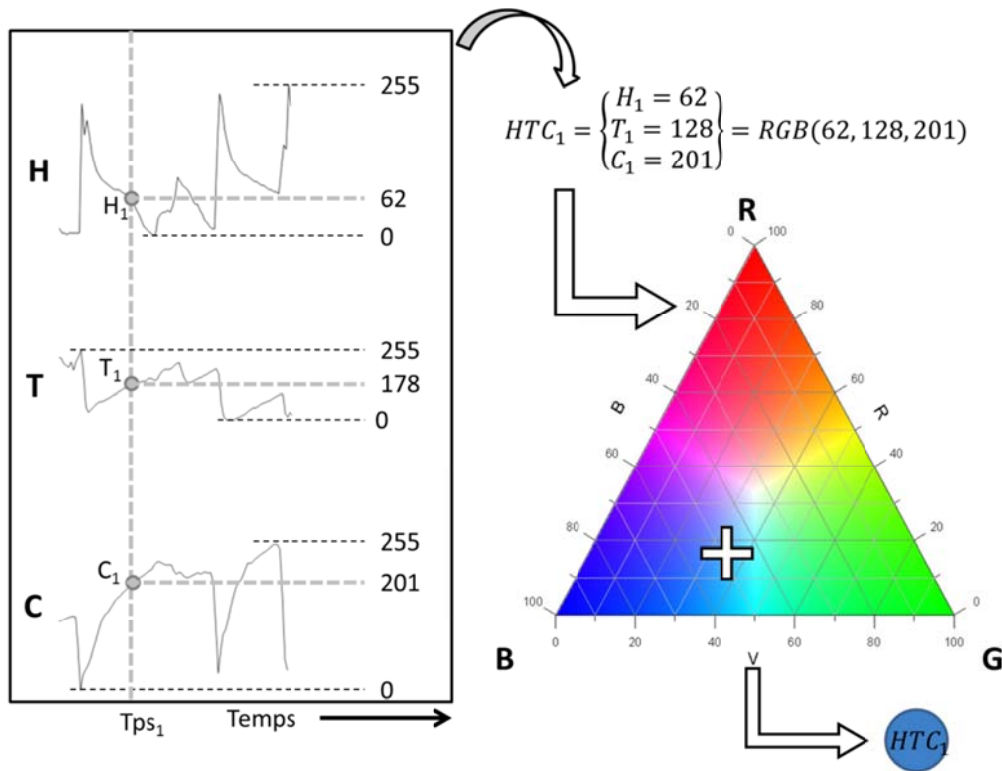 H
255
H1
62
0
T
255
T1
178
0
C
255
C1
201
0
Tps1
Temps
HTC1 = { H1 = 62
T1 = 128
C1 = 201 } = RGB(62, 128, 201)
R
0 100
20 80
40 60
B R
60 40
80 20
100 0
0 20 40 60 80 100
B V G
HTC1